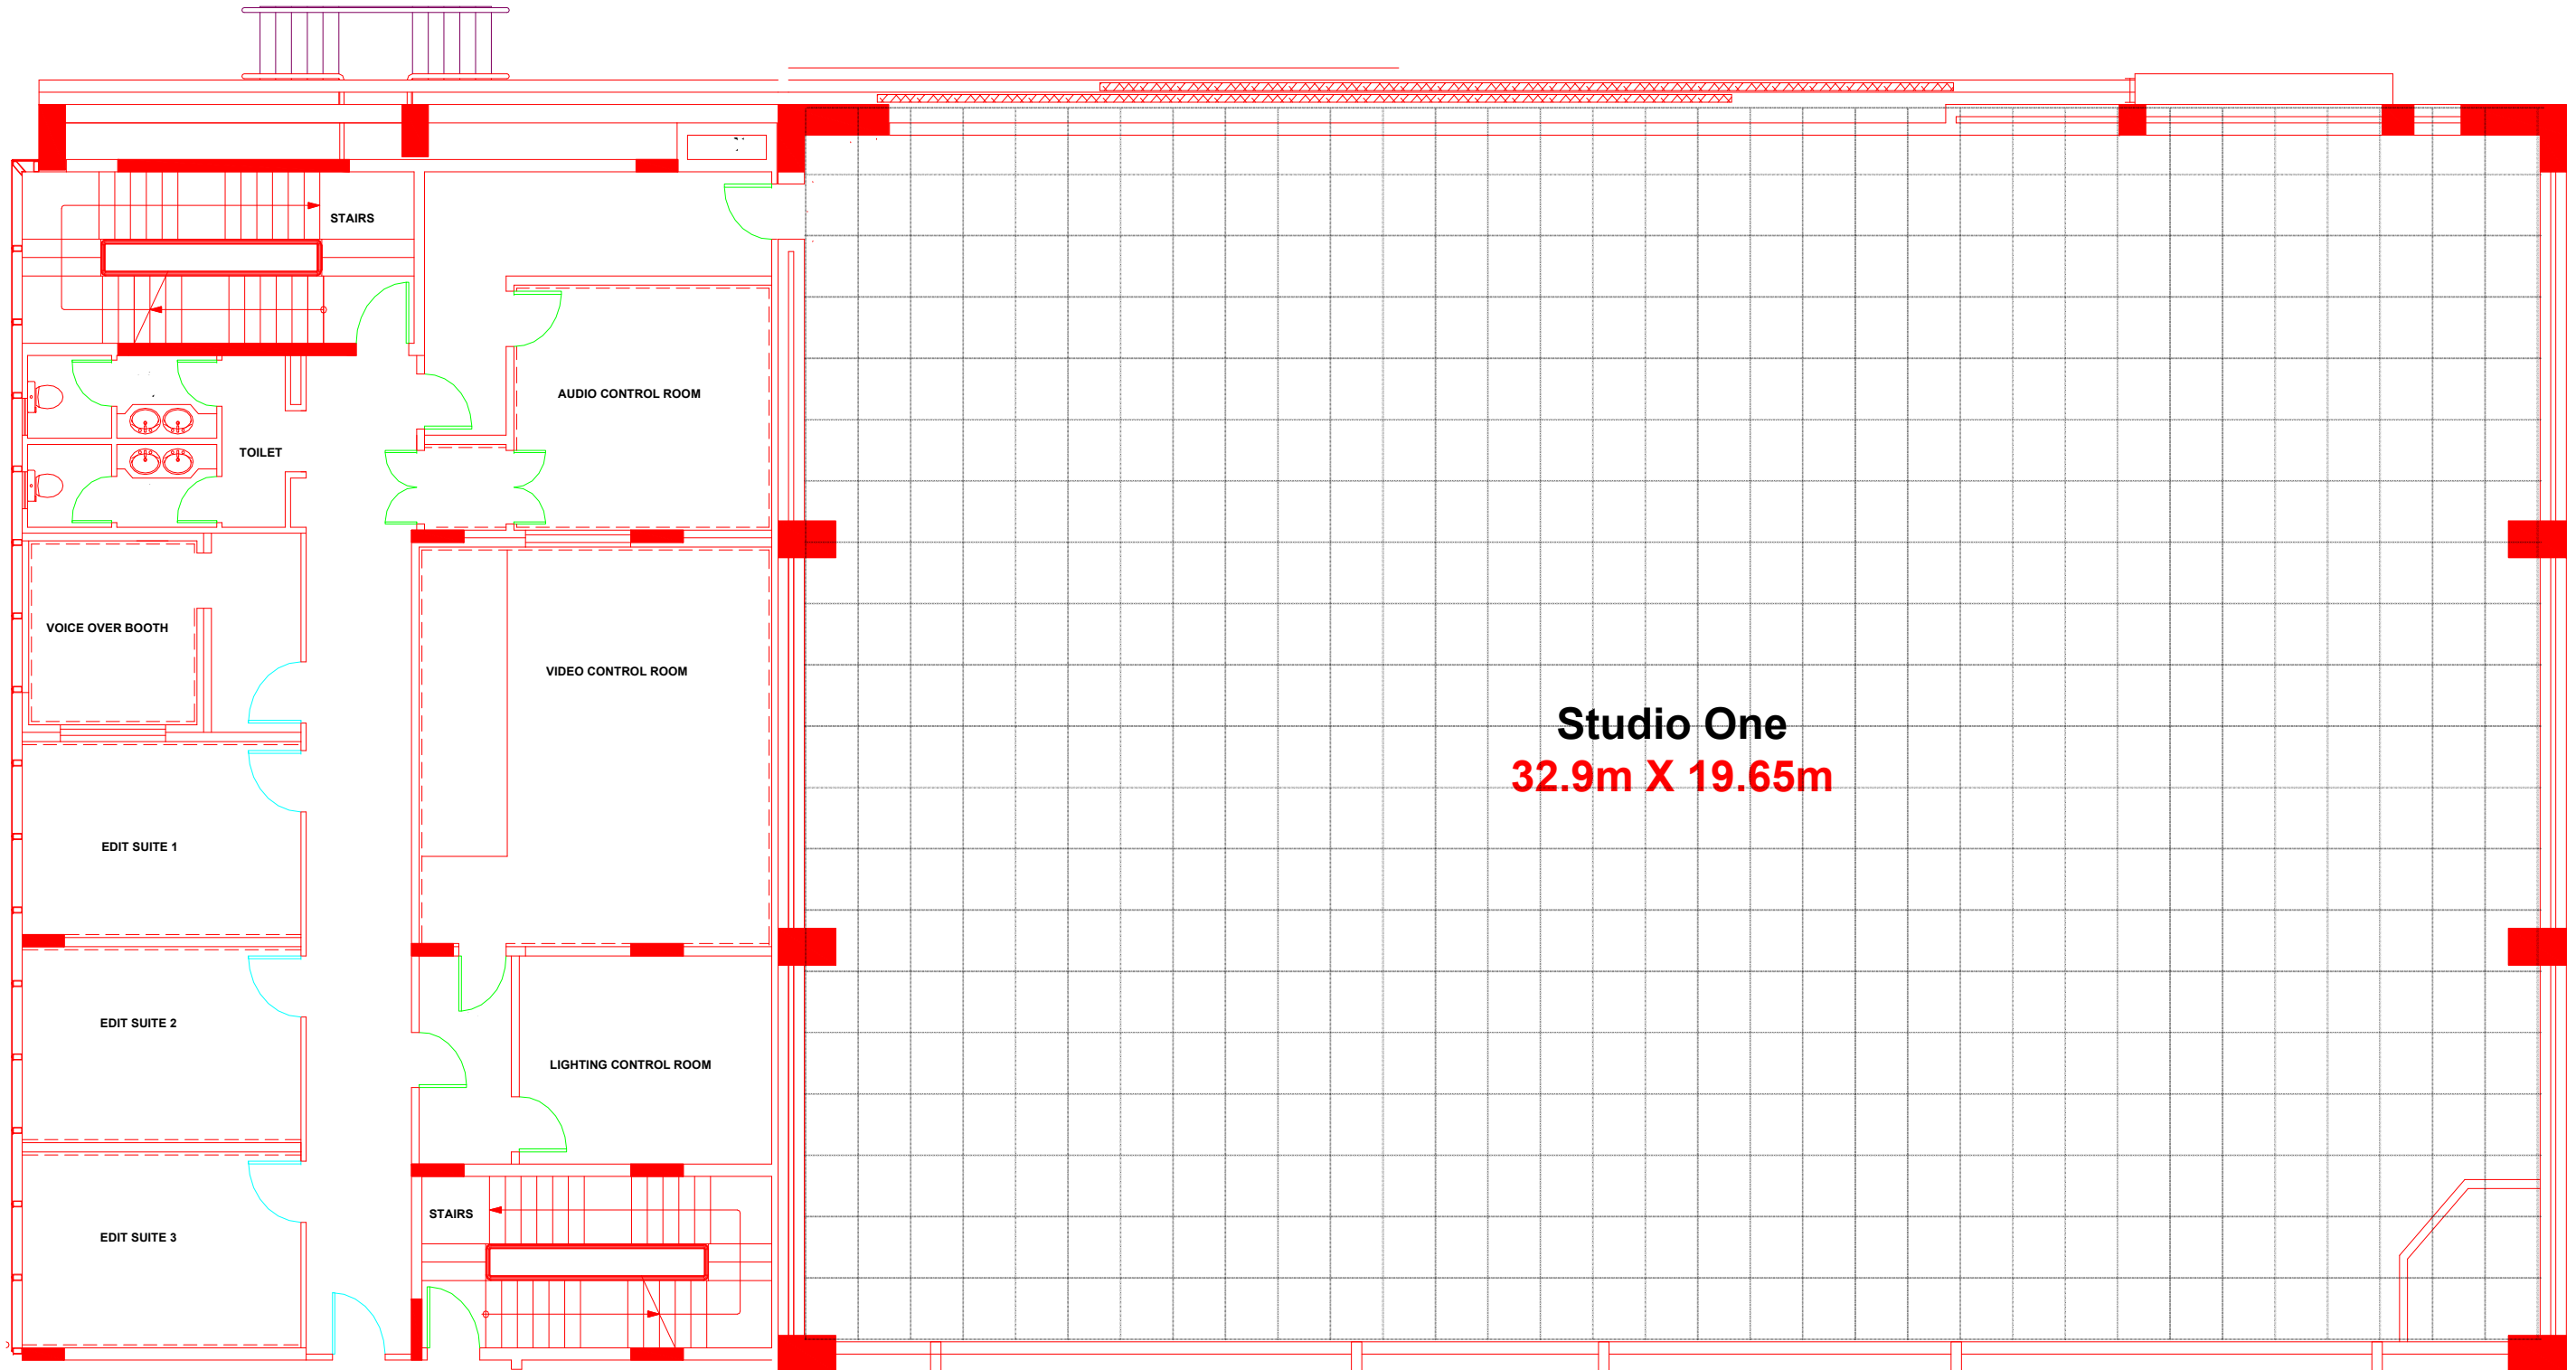 STAIRS
AUDIO CONTROL ROOM
TOILET
VOICE OVER BOOTH
VIDEO CONTROL ROOM
Studio One
32.9m X 19.65m
EDIT SUITE 1
EDIT SUITE 2
LIGHTING CONTROL ROOM
STAIRS
EDIT SUITE 3